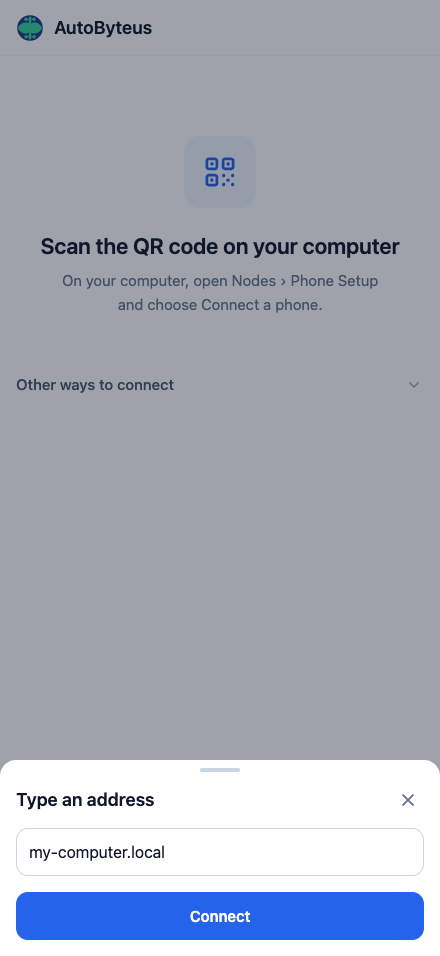 AutoByteus
Scan the QR code on your computer
On your computer, open Nodes › Phone Setup
and choose Connect a phone.
Other ways to connect
Type an address
my-computer.local
Connect